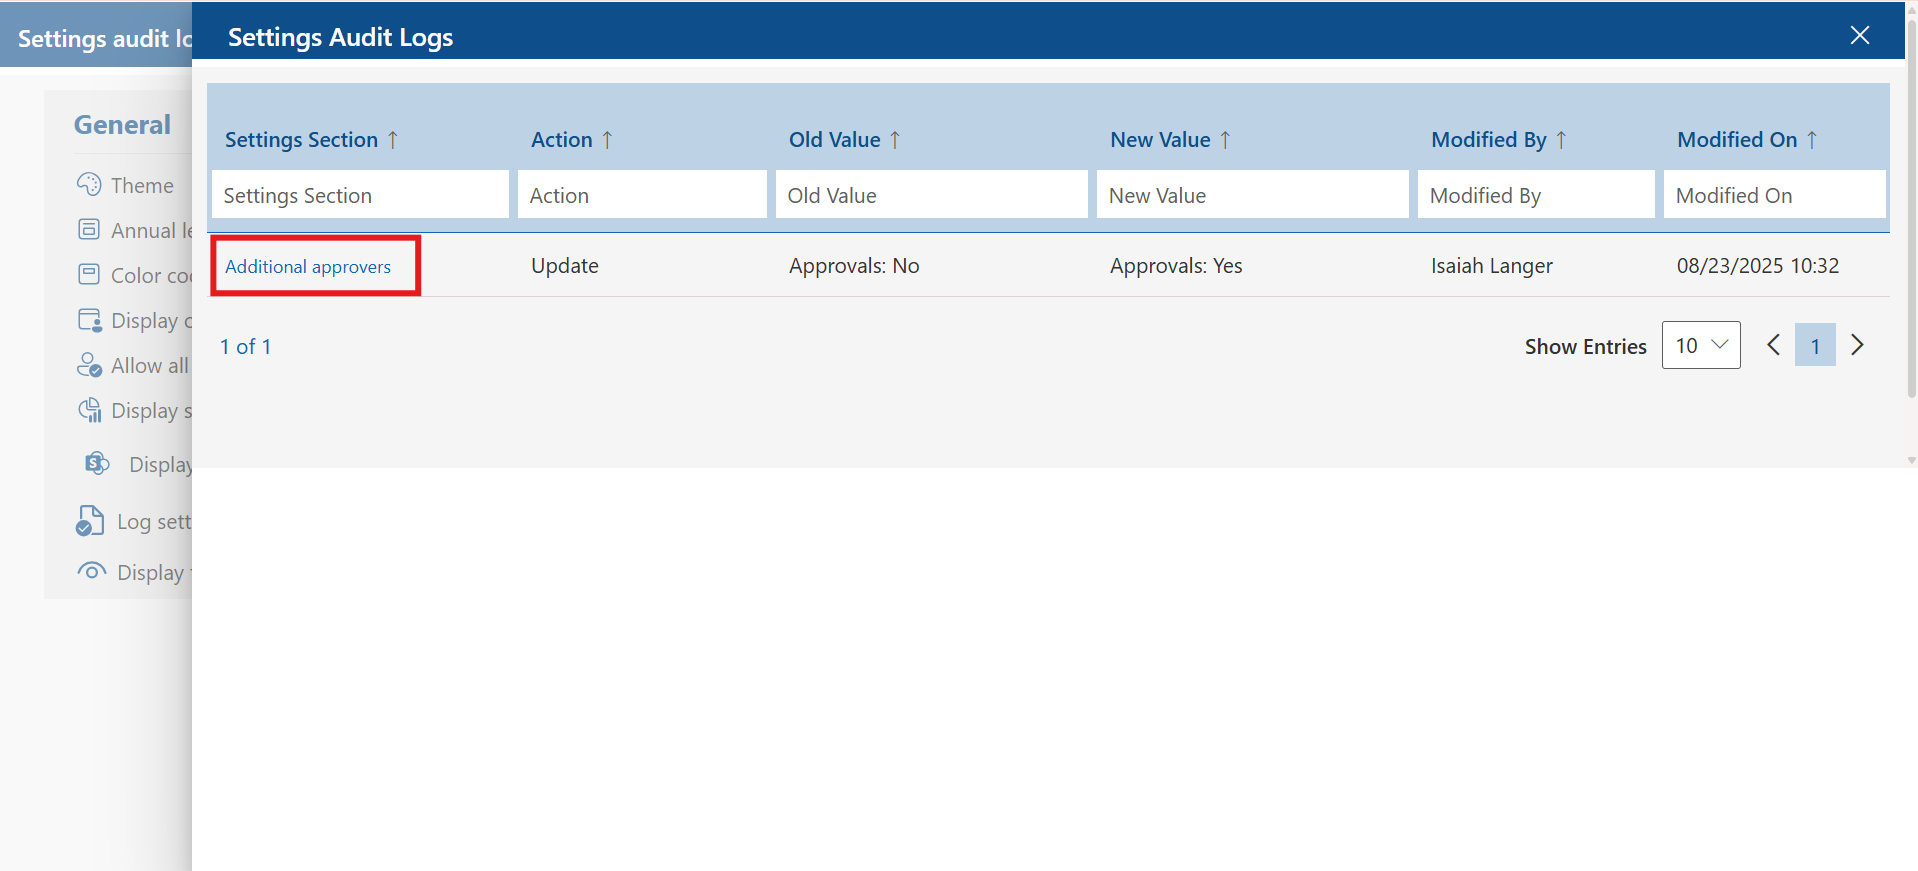 Settings audit lo
Settings Audit Logs
General
Theme
Annual le
Color co
Display
Allow all
Display s
Display
Log sett
Display
Settings Section ↑ Action ↑ Old Value ↑ New Value ↑ Modified By ↑ Modified On ↑
Settings Section Action Old Value New Value Modified By Modified On
Additional approvers Update Approvals: No Approvals: Yes Isaiah Langer 08/23/2025 10:32
1 of 1 Show Entries 10 1